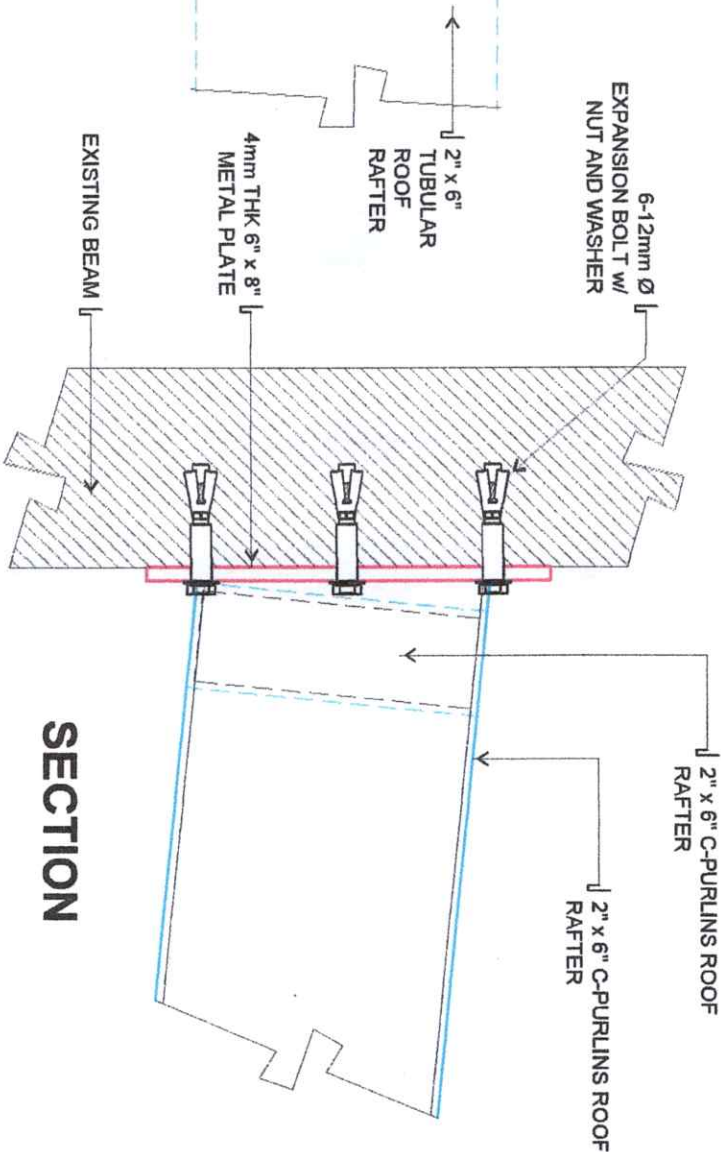 2" x 6" C-PURLINS ROOF
RAFTER
2" x 6" C-PURLINS ROOF
RAFTER
6-12mm Ø
EXPANSION BOLT w/
NUT AND WASHER
2" x 6"
TUBULAR
ROOF
RAFTER
4mm THK 6" x 8"
METAL PLATE
EXISTING BEAM
SECTION